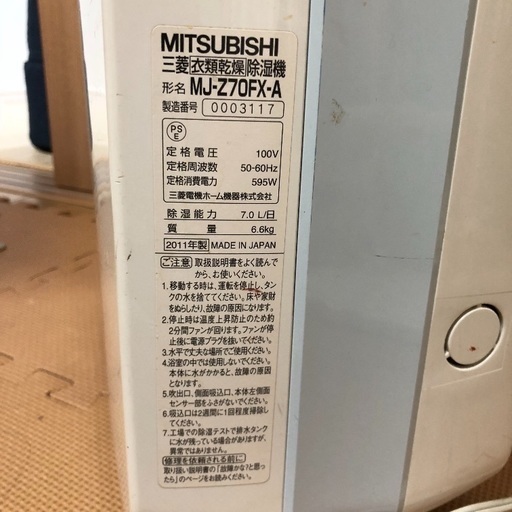 MITSUBISHI
三菱 衣類乾燥 除湿機
形名 MJ-Z70FX-A
製造番号 0003117
PS
E
定格電圧 100V
定格周波数 50-60Hz
定格消費電力 595W
三菱電機ホーム機器株式会社
除湿能力 7.0 L/日
質量 6.6kg
2011年製 MADE IN JAPAN
ご注意 取扱説明書をよく読んで
から、お使いください。
1.移動する時は、運転を停止し、タン
クの水を捨ててください。床や家財
をぬらしたり、故障の原因になります。
2.停止時は温度上昇防止のため約
2分間ファンが回ります。ファンが停
止後に電源プラグを抜いてください。
3.水平で丈夫な場所でご使用ください。
4.浴室の中では使用しないでください。
本体に水がかかると、故障の原因
となります。
5.吹出口、側面吸込口、本体左側面
センサー部をふさがないでください。
6.吸込口は2週間に1回程度掃除し
てください。
7.工場での除湿テストで排水タンク
に水が残っている場合がありますが、
異常ではありません。
修理を依頼される前に
取り扱い説明書の「故障かな?と思っ
たら」のページをお読みください。